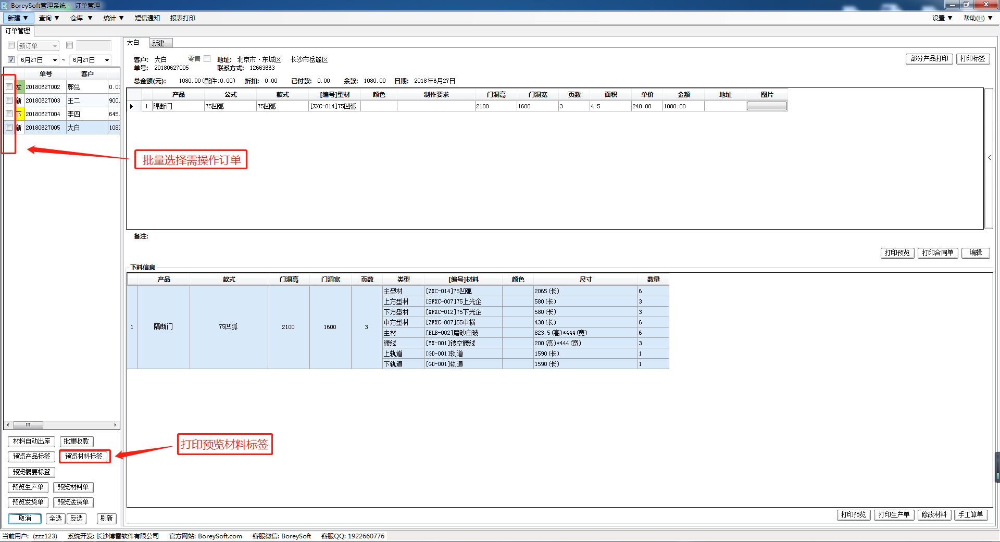 BoreySoft管理系统 -- 订单管理
新建 ▼ 查询 ▼ 仓库 ▼ 统计 ▼ 短信通知 报表打印 设置 ▼ 帮助(H) ▼
订单管理
新订单
6月27日 ~ 6月27日
单号 客户
发 20180627002 郭总 0.00
新 20180627003 王二 900.
下 20180627004 李四 645.
新 20180627005 大白 1080
大白 新建
客户: 大白 零售 地址: 北京市·东城区 长沙市岳麓区
单号: 20180627005 联系方式: 12663663
部分产品打印 打印标签
总金额(元): 1080.00(配件:0.00) 折扣: 0.00 已付款: 0.00 余款: 1080.00 日期: 2018年6月27日
产品 公式 款式 [编号]型材 颜色 制作要求 门洞高 门洞宽 页数 面积 单价 金额 地址 图片
1 隔断门 75凹弧 75凹弧 [ZXC-014]75凹弧 2100 1600 3 4.5 240.00 1080.00
批量选择需操作订单
备注:
打印预览 打印合同单 编辑
下料信息
产品 款式 门洞高 门洞宽 页数 类型 [编号]材料 颜色 尺寸 数量
1 隔断门 75凹弧 2100 1600 3
主型材 [ZXC-014]75凹弧 2065(长) 6
上方型材 [SFXC-007]75上光企 580(长) 3
下方型材 [XFXC-012]75下光企 580(长) 3
中方型材 [ZFXC-007]55中横 430(长) 6
主材 [BLB-002]磨砂白玻 823.5(高)*444(宽) 6
腰线 [YX-001]镂空腰线 200(高)*444(宽) 3
上轨道 [GD-001]轨道 1590(长) 1
下轨道 [GD-001]轨道 1590(长) 1
材料自动出库 批量收款
预览产品标签 预览材料标签
打印预览材料标签
预览概要标签
预览生产单 预览材料单
预览发货单 预览送货单
取消 全选 反选 刷新
打印预览 打印生产单 修改材料 手工算单
当前用户: (zzz123) 系统开发: 长沙博雷软件有限公司 官方网站: BoreySoft.com 客服微信: BoreySoft 客服QQ: 1922660776